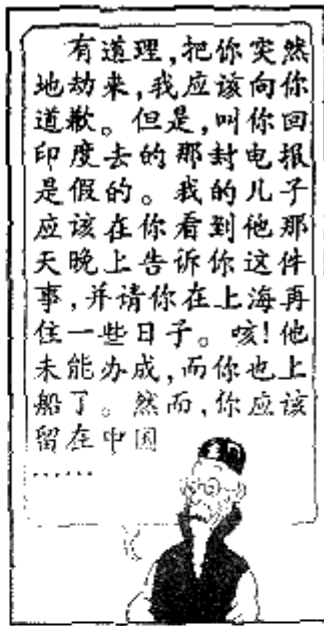 有道理,把你突然
地劫来,我应该向你
道歉。但是,叫你回
印度去的那封电报
是假的。我的儿子
应该在你看到他那
天晚上告诉你这件
事,并请你在上海再
住一些日子。咳!他
未能办成,而你也上
船了。然而,你应该
留在中国
……